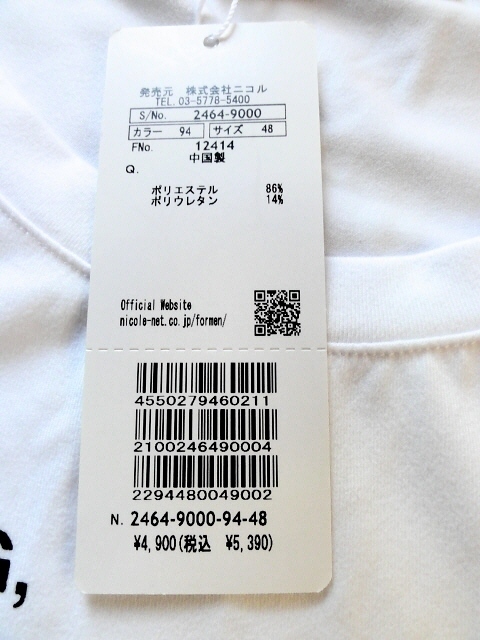 発売元 株式会社ニコル
TEL.03-5778-5400
S/No. 2464-9000
カラー 94 サイズ 48
FNo. 12414
中国製
Q.
ポリエステル 86%
ポリウレタン 14%
Official Website
nicole-net.co.jp/formen/
4550279460211
2100246490004
2294480049002
N. 2464-9000-94-48
¥4,900(税込 ¥5,390)
G,